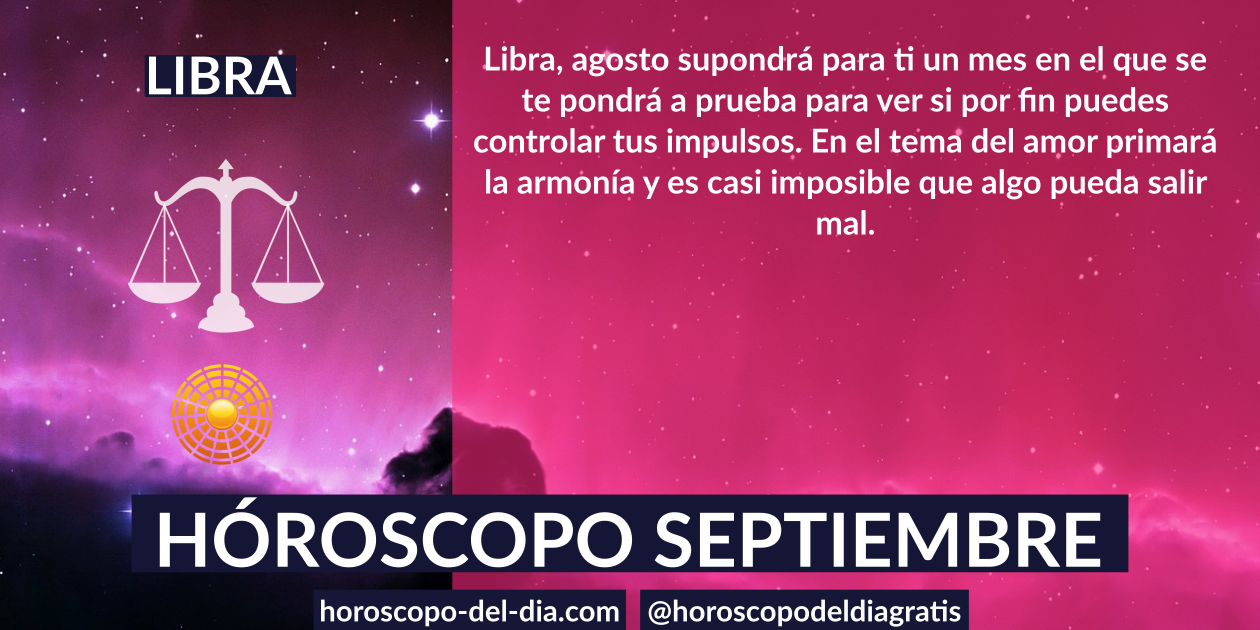 LIBRA
Libra, agosto supondrá para ti un mes en el que se
te pondrá a prueba para ver si por fin puedes
controlar tus impulsos. En el tema del amor primará
la armonía y es casi imposible que algo pueda salir
mal.
HÓROSCOPO SEPTIEMBRE
horoscopo-del-dia.com
@horoscopodeldiagratis